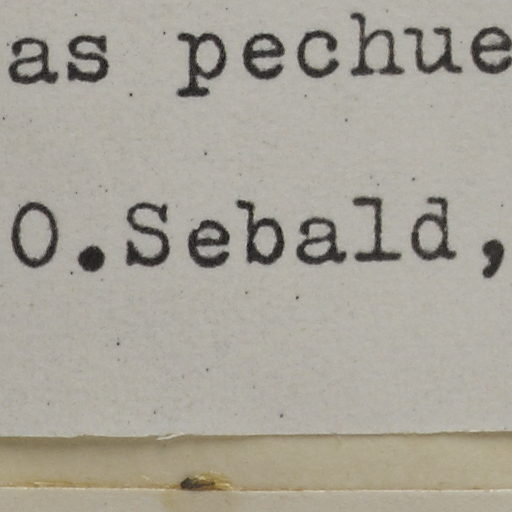 as pechue
O.Sebald,